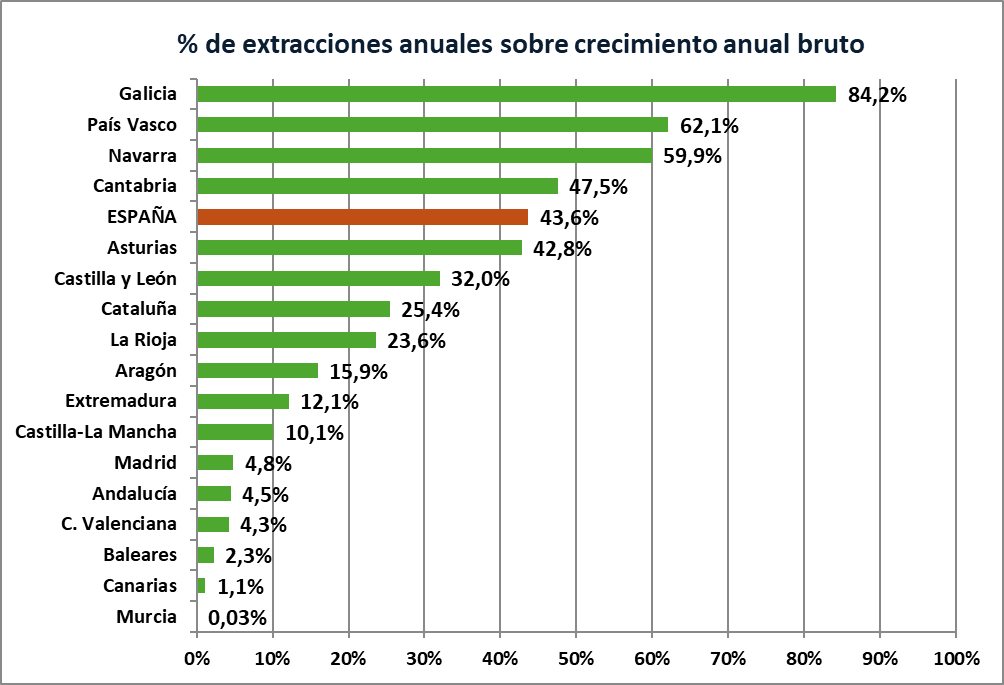 % de extracciones anuales sobre crecimiento anual bruto
Galicia 84,2%
País Vasco 62,1%
Navarra 59,9%
Cantabria 47,5%
ESPAÑA 43,6%
Asturias 42,8%
Castilla y León 32,0%
Cataluña 25,4%
La Rioja 23,6%
Aragón 15,9%
Extremadura 12,1%
Castilla-La Mancha 10,1%
Madrid 4,8%
Andalucía 4,5%
C. Valenciana 4,3%
Baleares 2,3%
Canarias 1,1%
Murcia 0,03%
0% 10% 20% 30% 40% 50% 60% 70% 80% 90% 100%